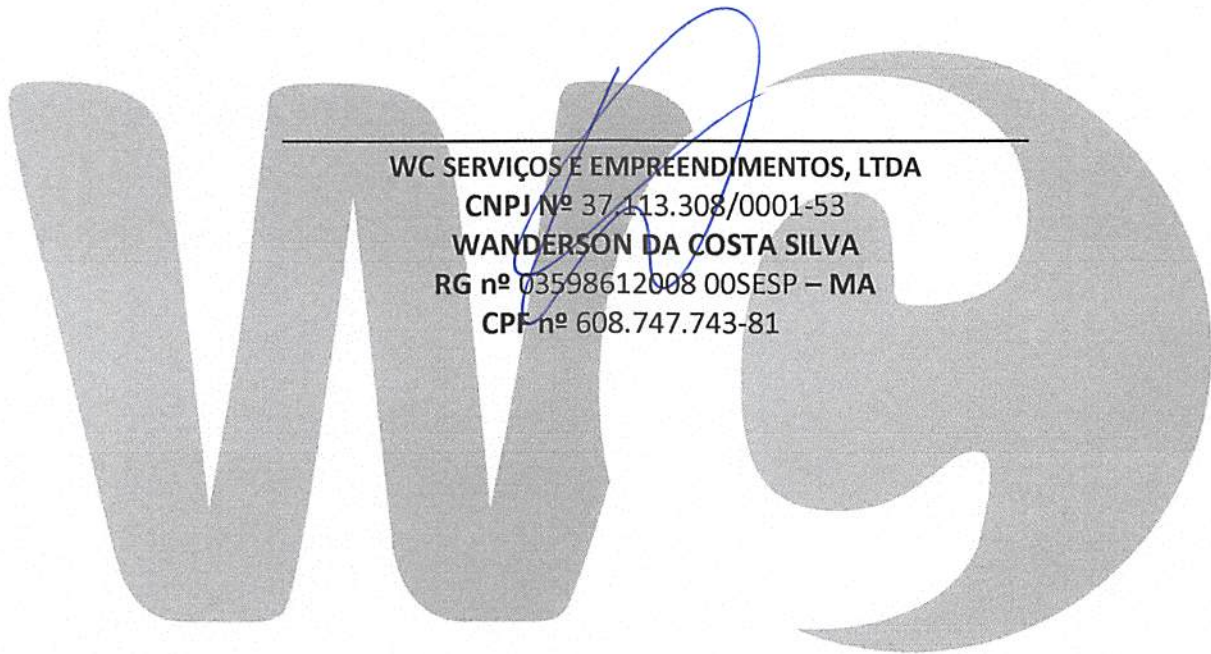 WC
WC SERVIÇOS E EMPREENDIMENTOS, LTDA
CNPJ Nº 37.113.308/0001-53
WANDERSON DA COSTA SILVA
RG nº 03598612008 00SESP – MA
CPF nº 608.747.743-81